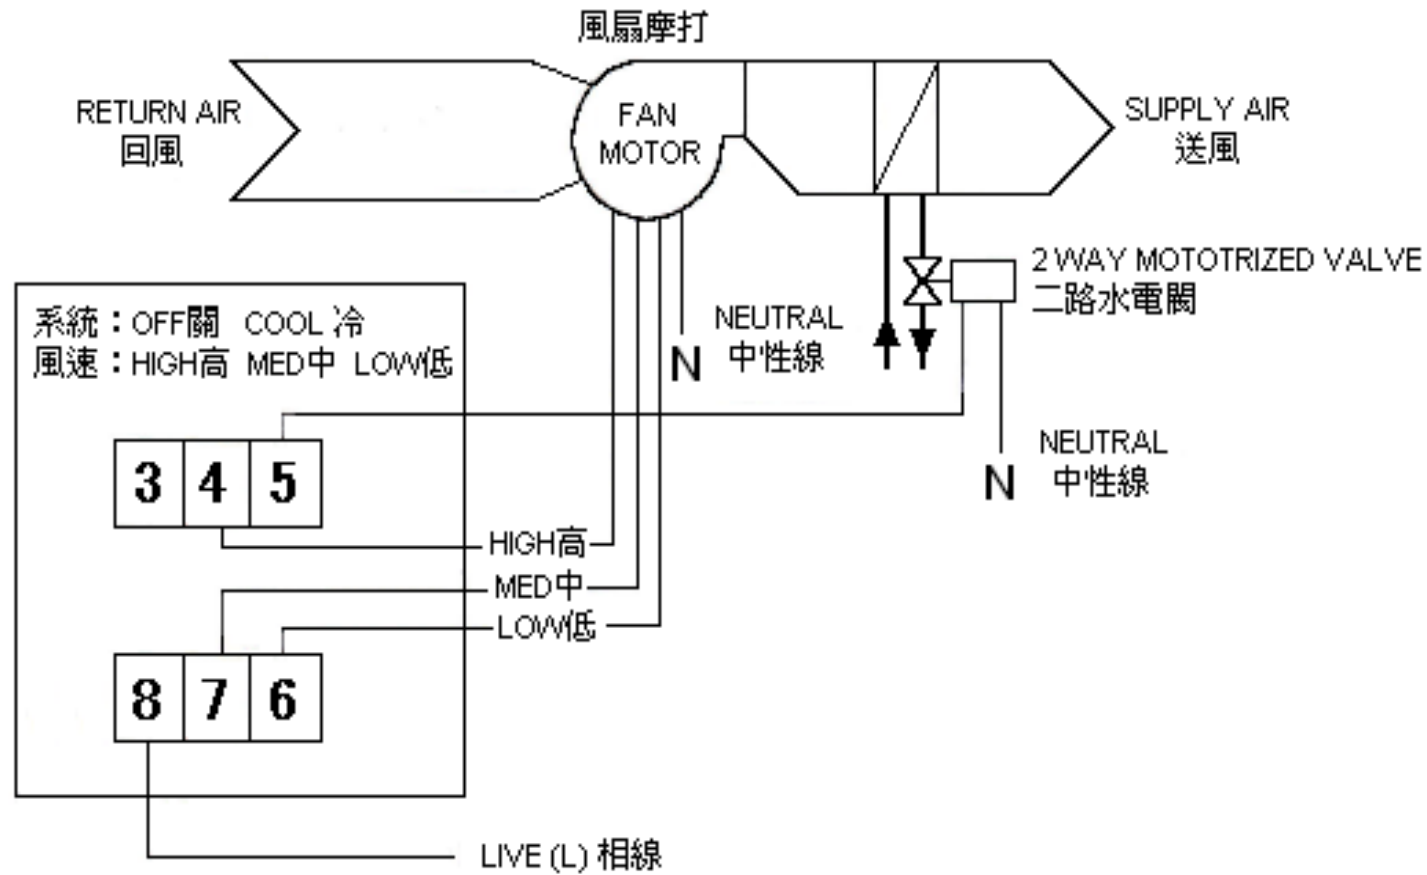 風扇摩打
RETURN AIR
回風
FAN
MOTOR
SUPPLY AIR
送風
2 WAY MOTOTRIZED VALVE
二路水電閥
系統：OFF關 COOL 冷
風速：HIGH高 MED中 LOW低
NEUTRAL
N 中性線
NEUTRAL
N 中性線
3 4 5
HIGH高
MED中
LOW低
8 7 6
LIVE (L) 相線